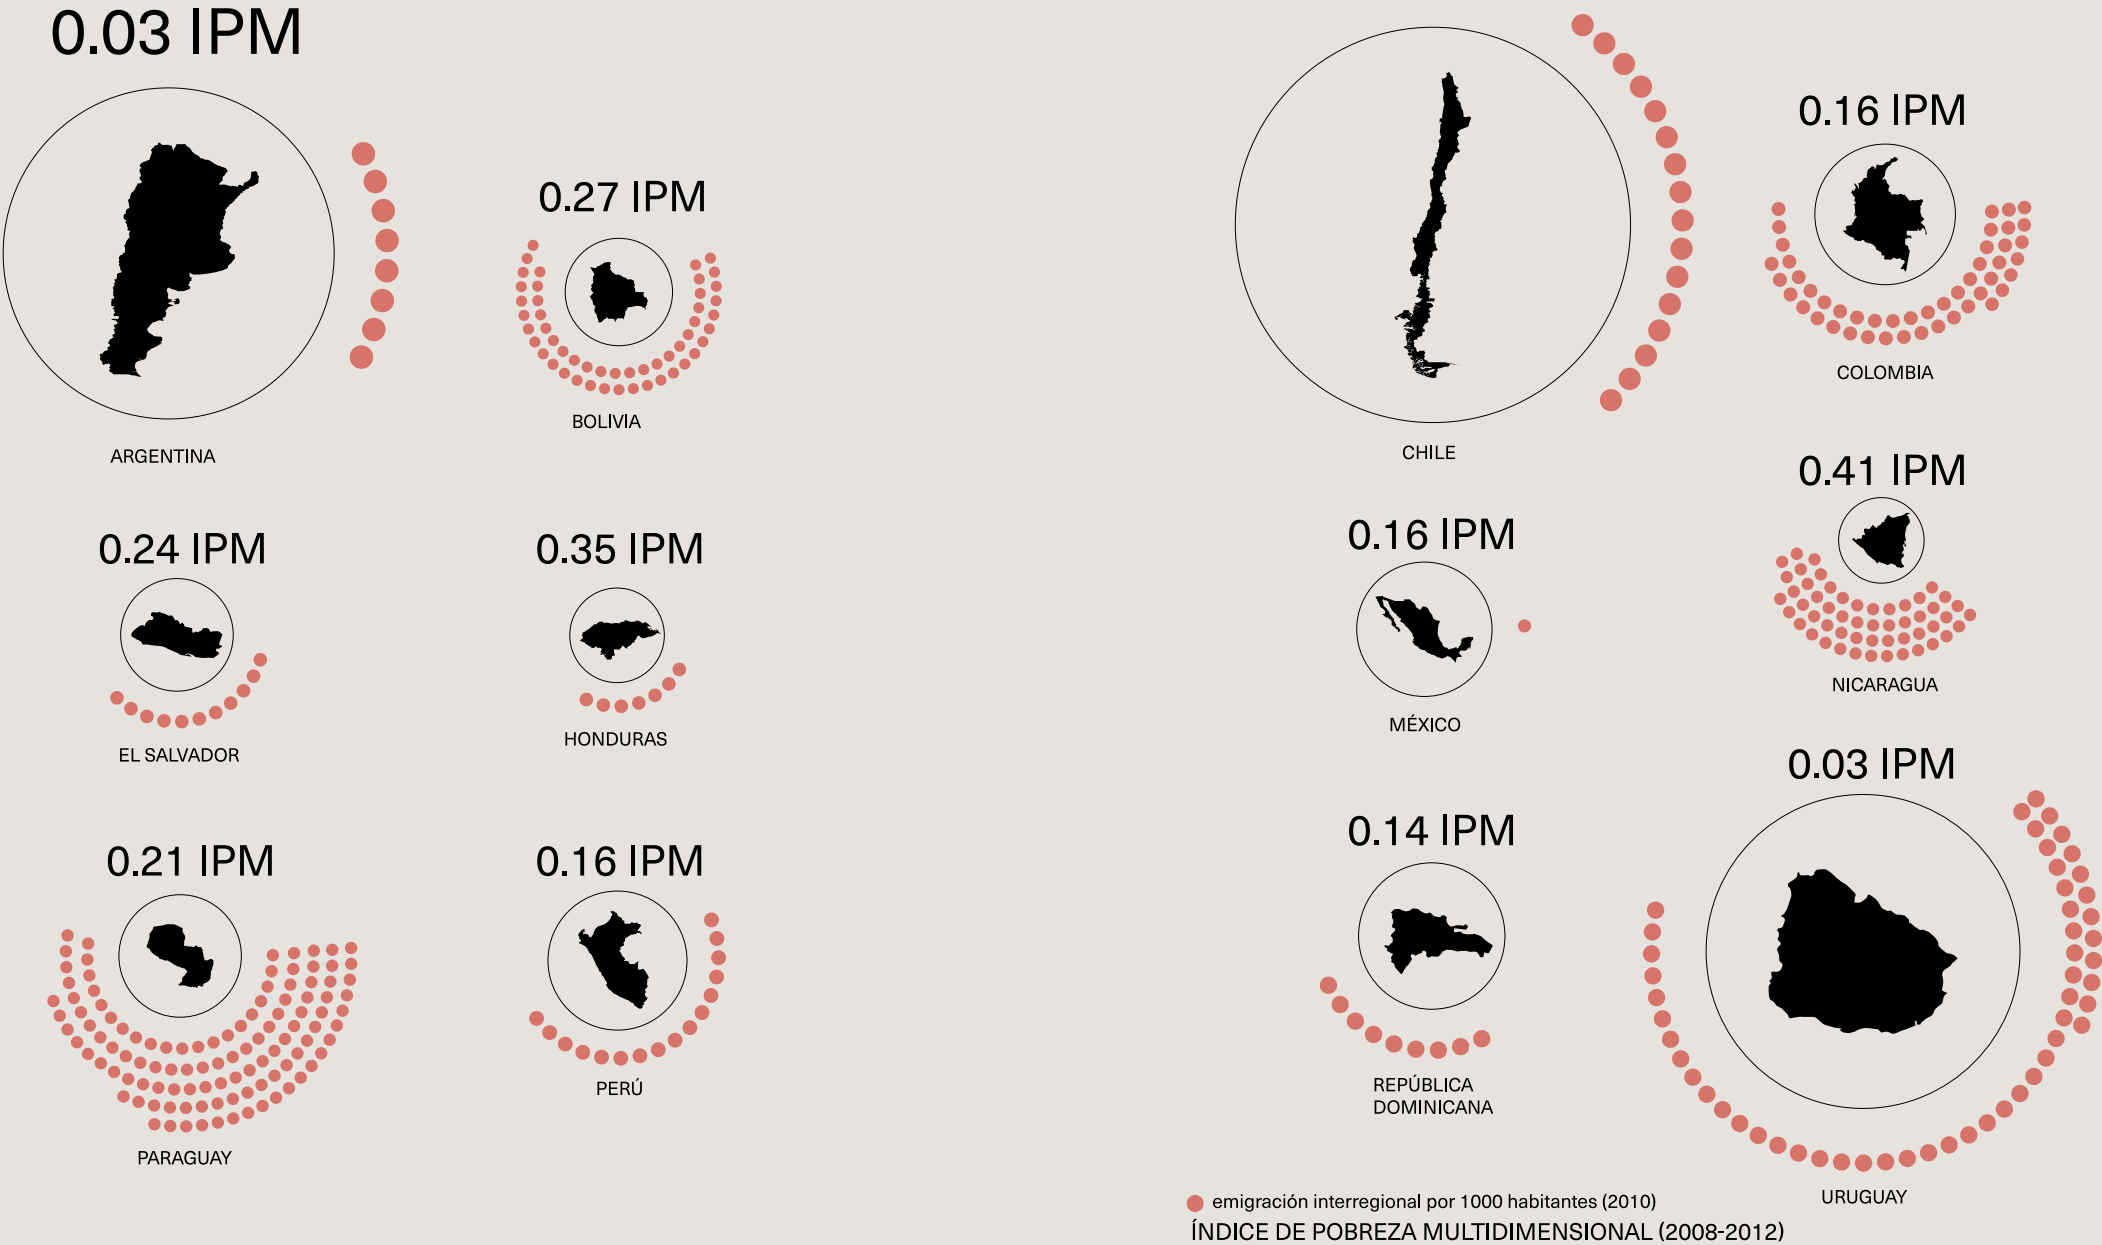 0.03 IPM
ARGENTINA
0.27 IPM
BOLIVIA
CHILE
0.16 IPM
COLOMBIA
0.24 IPM
EL SALVADOR
0.35 IPM
HONDURAS
0.16 IPM
MÉXICO
0.41 IPM
NICARAGUA
0.21 IPM
PARAGUAY
0.16 IPM
PERÚ
0.14 IPM
REPÚBLICA
DOMINICANA
0.03 IPM
URUGUAY
emigración interregional por 1000 habitantes (2010)
ÍNDICE DE POBREZA MULTIDIMENSIONAL (2008-2012)